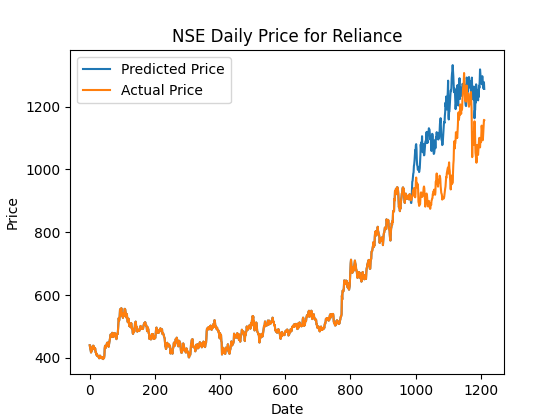 NSE Daily Price for Reliance
Predicted Price
Actual Price
1200
1000
800
600
400
Price
0 200 400 600 800 1000 1200
Date